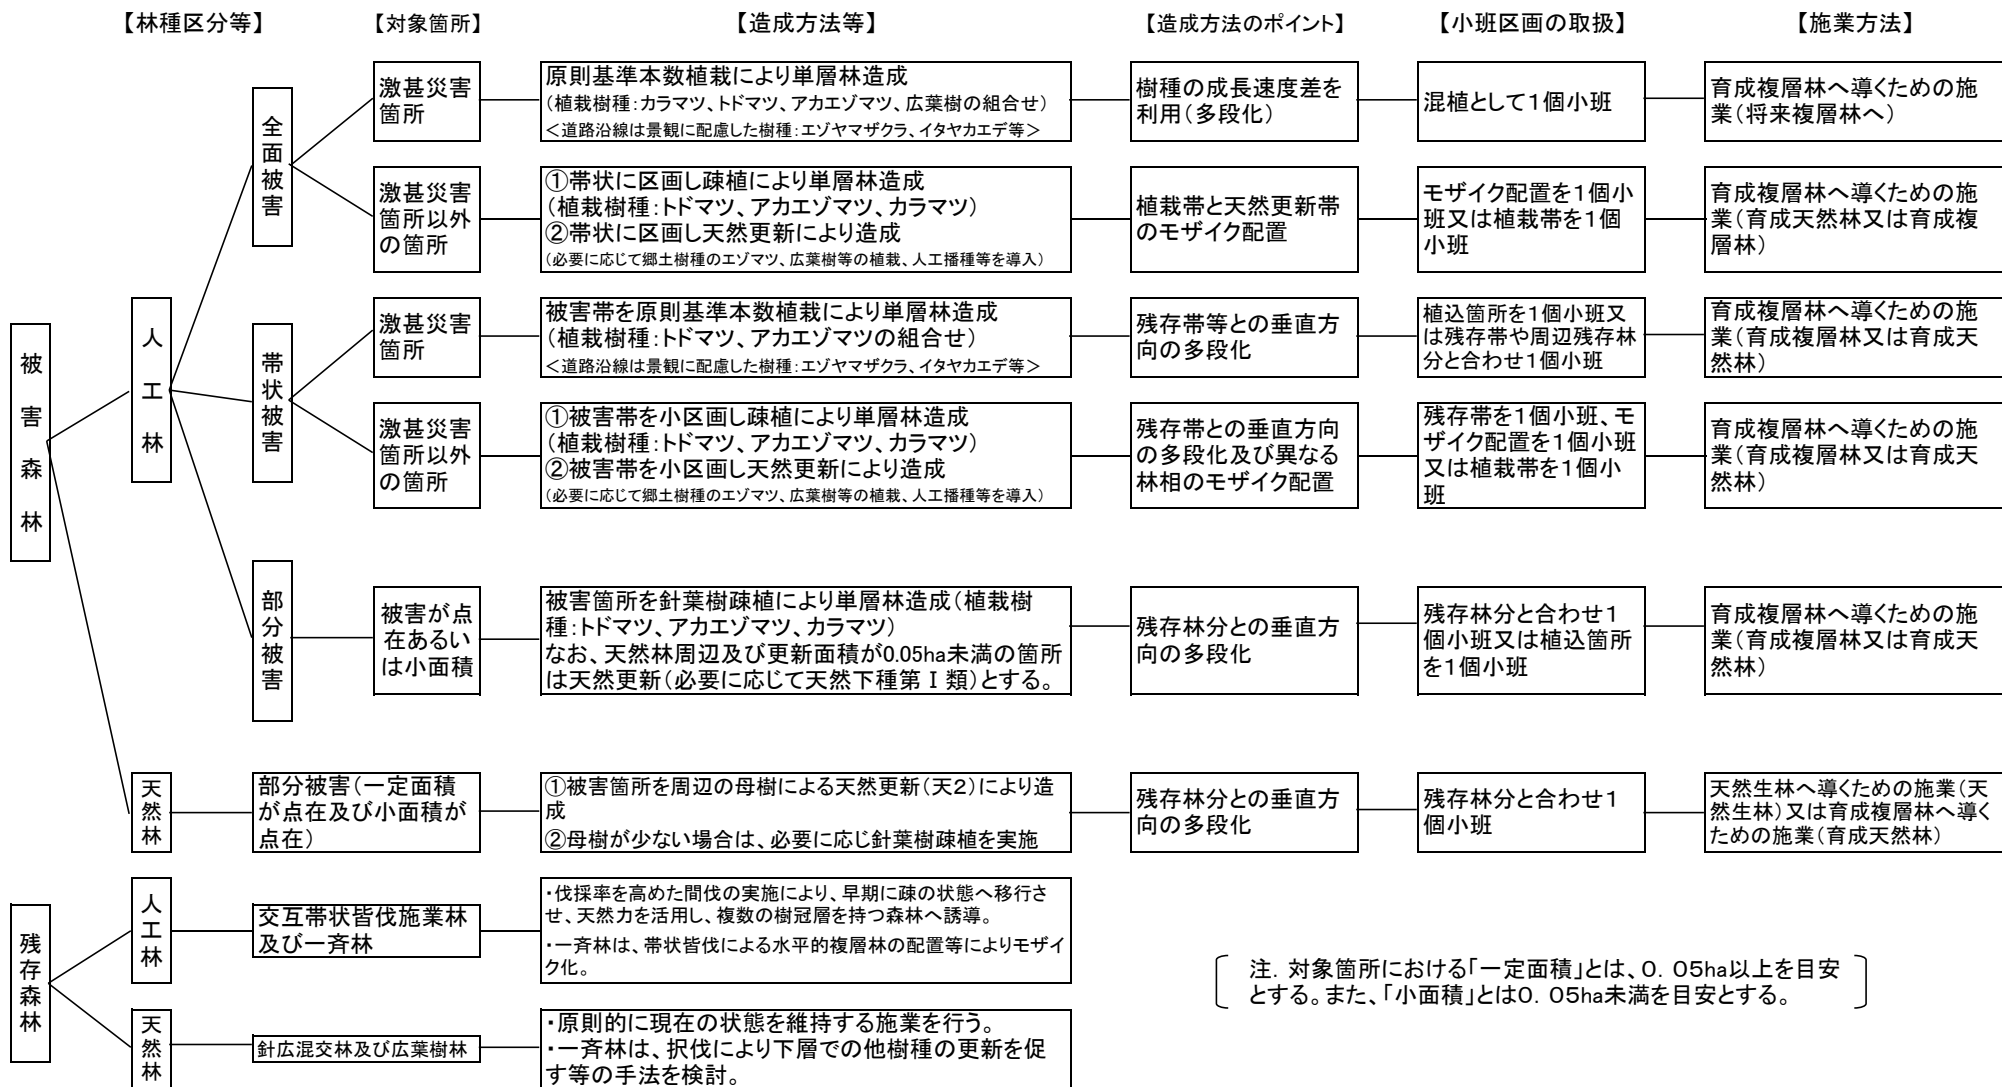 【林種区分等】
【対象箇所】
【造成方法等】
【造成方法のポイント】
【小班区画の取扱】
【施業方法】
被害森林
人工林
全面被害
激甚災害
箇所
原則基準本数植栽により単層林造成
(植栽樹種:カラマツ、トドマツ、アカエゾマツ、広葉樹の組合せ)
<道路沿線は景観に配慮した樹種:エゾヤマザクラ、イタヤカエデ等>
樹種の成長速度差を
利用(多段化)
混植として1個小班
育成複層林へ導くための施
業(将来複層林へ)
激甚災害
箇所以外
の箇所
①帯状に区画し疎植により単層林造成
(植栽樹種:トドマツ、アカエゾマツ、カラマツ)
②帯状に区画し天然更新により造成
(必要に応じて郷土樹種のエゾマツ、広葉樹等の植栽、人工播種等を導入)
植栽帯と天然更新帯
のモザイク配置
モザイク配置を1個小
班又は植栽帯を1個
小班
育成複層林へ導くための施
業(育成天然林又は育成複
層林)
帯状被害
激甚災害
箇所
被害帯を原則基準本数植栽により単層林造成
(植栽樹種:トドマツ、アカエゾマツの組合せ)
<道路沿線は景観に配慮した樹種:エゾヤマザクラ、イタヤカエデ等>
残存帯等との垂直方
向の多段化
植込箇所を1個小班又
は残存帯や周辺残存林
分と合わせ1個小班
育成複層林へ導くための施
業(育成複層林又は育成天
然林)
激甚災害
箇所以外
の箇所
①被害帯を小区画し疎植により単層林造成
(植栽樹種:トドマツ、アカエゾマツ、カラマツ)
②被害帯を小区画し天然更新により造成
(必要に応じて郷土樹種のエゾマツ、広葉樹等の植栽、人工播種等を導入)
残存帯との垂直方向
の多段化及び異なる
林相のモザイク配置
残存帯を1個小班、モ
ザイク配置を1個小班
又は植栽帯を1個小
班
育成複層林へ導くための施
業(育成複層林又は育成天
然林)
部分被害
被害が点
在あるい
は小面積
被害箇所を針葉樹疎植により単層林造成(植栽樹
種:トドマツ、アカエゾマツ、カラマツ)
なお、天然林周辺及び更新面積が0.05ha未満の箇所
は天然更新(必要に応じて天然下種第Ⅰ類)とする。
残存林分との垂直方
向の多段化
残存林分と合わせ1
個小班又は植込箇所
を1個小班
育成複層林へ導くための施
業(育成複層林又は育成天
然林)
天然林
部分被害(一定面積
が点在及び小面積が
点在)
①被害箇所を周辺の母樹による天然更新(天2)により造
成
②母樹が少ない場合は、必要に応じ針葉樹疎植を実施
残存林分との垂直方
向の多段化
残存林分と合わせ1
個小班
天然生林へ導くための施業(天
然生林)又は育成複層林へ導く
ための施業(育成天然林)
残存森林
人工林
交互帯状皆伐施業林
及び一斉林
・伐採率を高めた間伐の実施により、早期に疎の状態へ移行さ
せ、天然力を活用し、複数の樹冠層を持つ森林へ誘導。
・一斉林は、帯状皆伐による水平的複層林の配置等によりモザイ
ク化。
天然林
針広混交林及び広葉樹林
・原則的に現在の状態を維持する施業を行う。
・一斉林は、択伐により下層での他樹種の更新を促
す等の手法を検討。
注. 対象箇所における「一定面積」とは、0. 05ha以上を目安
とする。また、「小面積」とは0. 05ha未満を目安とする。